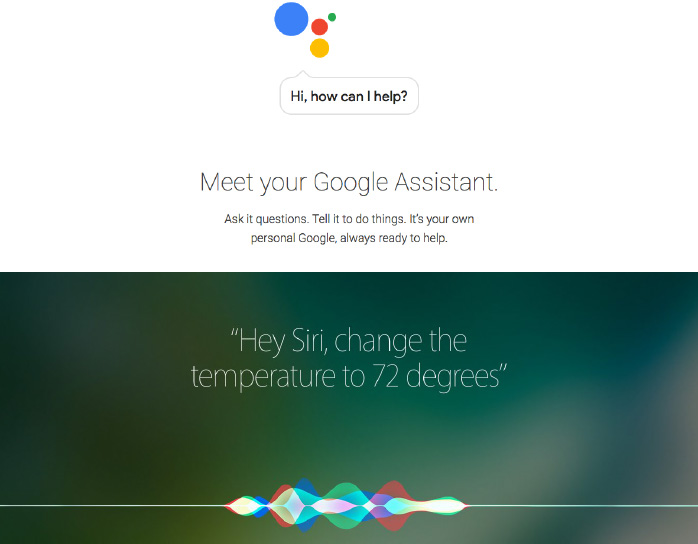 Hi, how can I help?
Meet your Google Assistant.
Ask it questions. Tell it to do things. It's your own
personal Google, always ready to help.
“Hey Siri, change the
temperature to 72 degrees”